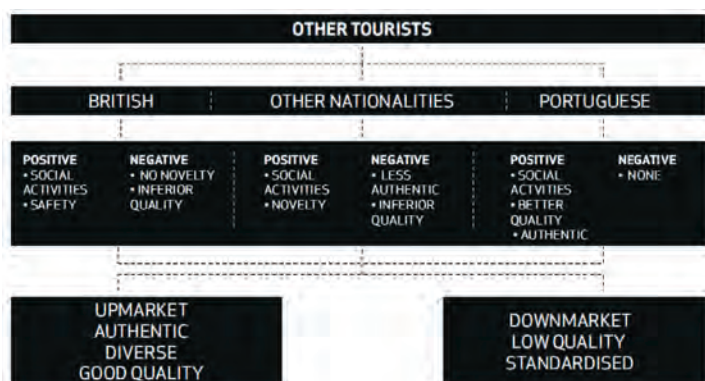 OTHER TOURISTS
BRITISH
OTHER NATIONALITIES
PORTUGUESE
POSITIVE
• SOCIAL
ACTIVITIES
• SAFETY
NEGATIVE
• NO NOVELTY
• INFERIOR
QUALITY
POSITIVE
• SOCIAL
ACTIVITIES
• NOVELTY
NEGATIVE
• LESS
AUTHENTIC
• INFERIOR
QUALITY
POSITIVE
• SOCIAL
ACTVITIES
• BETTER
QUALITY
• AUTHENTIC
NEGATIVE
• NONE
UPMARKET
AUTHENTIC
DIVERSE
GOOD QUALITY
DOWNMARKET
LOW QUALITY
STANDARDISED